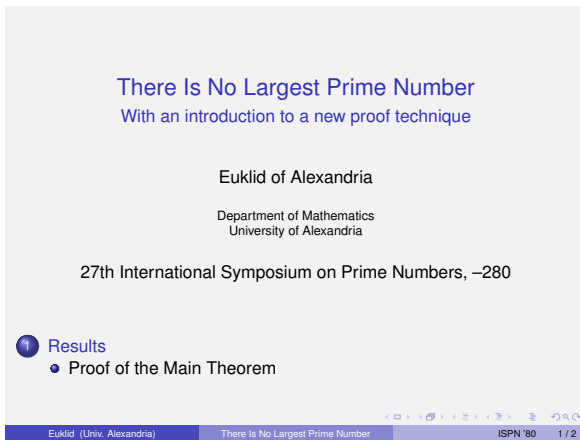 There Is No Largest Prime Number
With an introduction to a new proof technique
Euklid of Alexandria
Department of Mathematics
University of Alexandria
27th International Symposium on Prime Numbers, –280
1 Results
Proof of the Main Theorem
Euklid (Univ. Alexandria) There Is No Largest Prime Number ISPN ’80 1 / 2